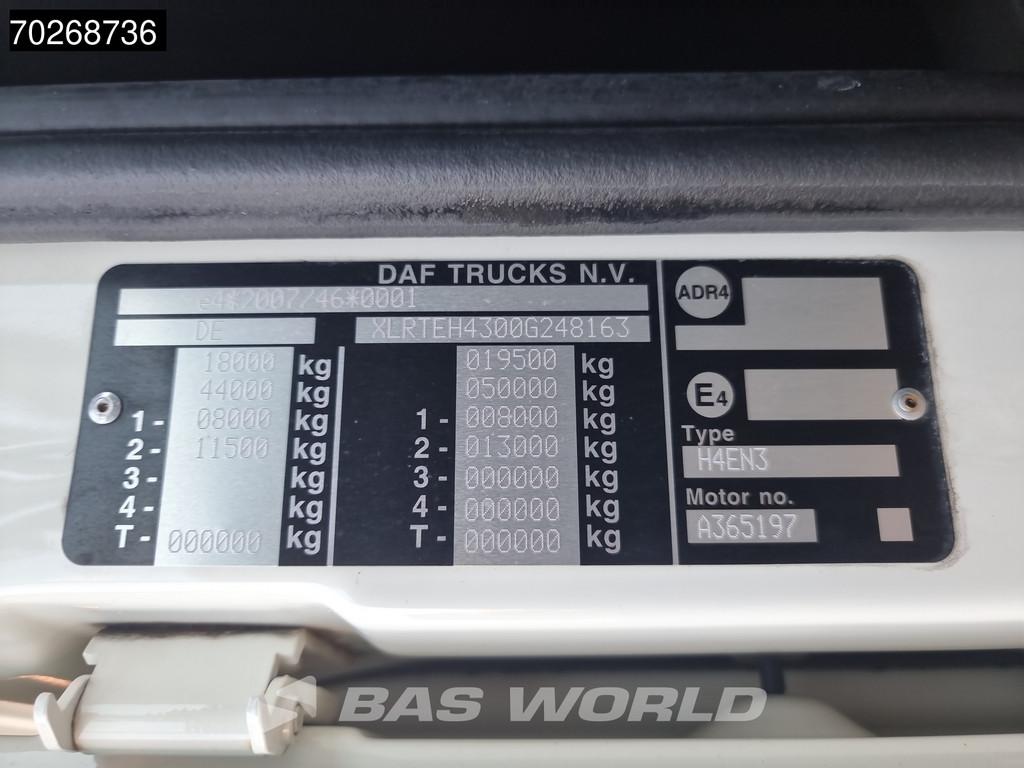 70268736
DAF TRUCKS N.V.
e4*2007/46*0001
DE XLRTEH4300G248163
18000 kg 019500 kg
44000 kg 050000 kg
1- 08000 kg 1- 008000 kg
2- 11500 kg 2- 013000 kg
3- kg 3- 000000 kg
4- kg 4- 000000 kg
T- 000000 kg T- 000000 kg
ADR4
E4
Type
H4EN3
Motor no.
A365197
BAS WORLD